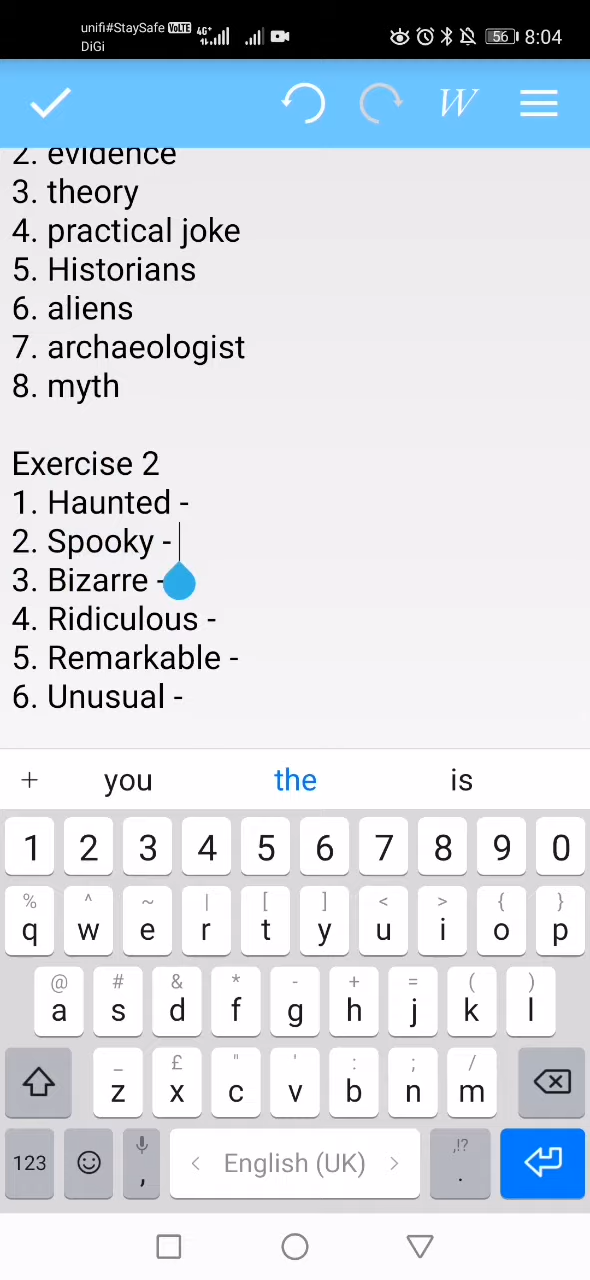 unifi#StaySafe VoLTE 4G+ 56 8:04
DiGi
W
2. evidence
3. theory
4. practical joke
5. Historians
6. aliens
7. archaeologist
8. myth
Exercise 2
1. Haunted -
2. Spooky -
3. Bizarre -
4. Ridiculous -
5. Remarkable -
6. Unusual -
+ you the is
1 2 3 4 5 6 7 8 9 0
% ^ ~ | [ ] < > { }
q w e r t y u i o p
@ # & * - + = ( )
a s d f g h j k l
_ £ " ' : ; /
z x c v b n m
123 , < English (UK) > ,!? .